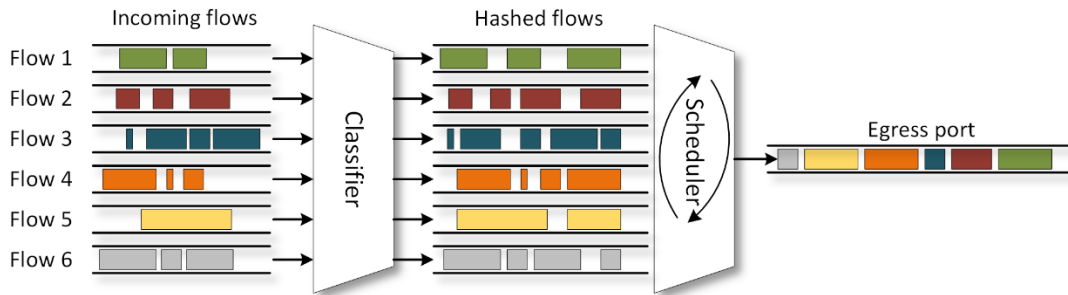 Incoming flows
Hashed flows
Flow 1
Flow 2
Flow 3
Flow 4
Flow 5
Flow 6
Classifier
Scheduler
Egress port